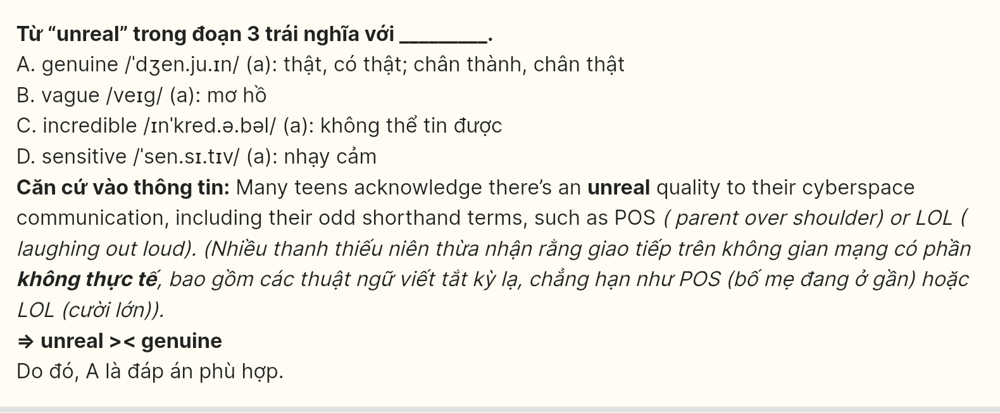 Từ “unreal” trong đoạn 3 trái nghĩa với _________.
A. genuine /ˈdʒen.ju.ɪn/ (a): thật, có thật; chân thành, chân thật
B. vague /veɪg/ (a): mơ hồ
C. incredible /ɪnˈkred.ə.bəl/ (a): không thể tin được
D. sensitive /ˈsen.sɪ.tɪv/ (a): nhạy cảm
Căn cứ vào thông tin: Many teens acknowledge there’s an unreal quality to their cyberspace
communication, including their odd shorthand terms, such as POS ( parent over shoulder) or LOL (
laughing out loud). (Nhiều thanh thiếu niên thừa nhận rằng giao tiếp trên không gian mạng có phần
không thực tế, bao gồm các thuật ngữ viết tắt kỳ lạ, chẳng hạn như POS (bố mẹ đang ở gần) hoặc
LOL (cười lớn)).
⇒ unreal >< genuine
Do đó, A là đáp án phù hợp.